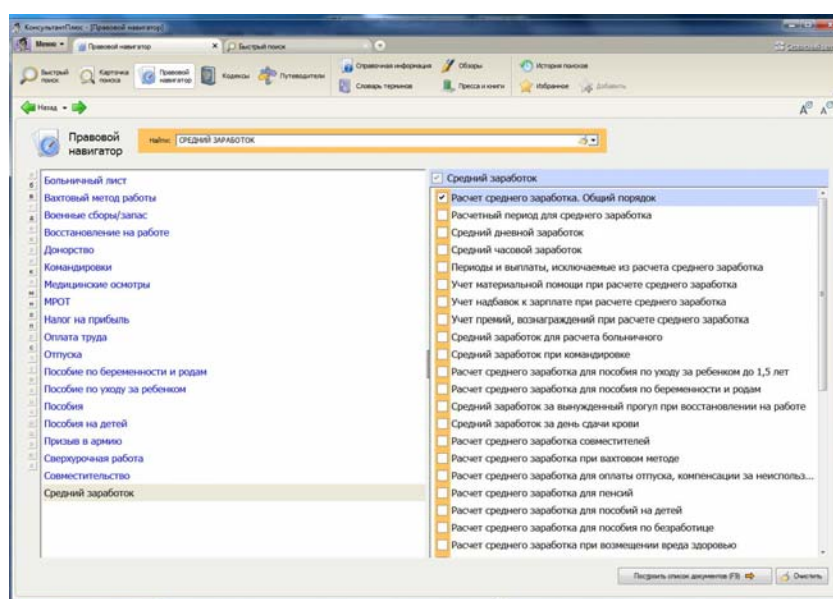 КонсультантПлюс - [Правовой навигатор]
Меню
Правовой навигатор
Быстрый поиск
Быстрый поиск
Карточка поиска
Правовой навигатор
Кодексы
Путеводители
Справочная информация
Словарь терминов
Обзоры
Пресса и книги
История поисков
Избранное
Добавить
Назад
Правовой навигатор
Найти:
СРЕДНИЙ ЗАРАБОТОК
Больничный лист
Вахтовый метод работы
Военные сборы/запас
Восстановление на работе
Донорство
Командировки
Медицинские осмотры
МРОТ
Налог на прибыль
Оплата труда
Отпуска
Пособие по беременности и родам
Пособие по уходу за ребенком
Пособия
Пособия на детей
Призыв в армию
Сверхурочная работа
Совместительство
Средний заработок
Средний заработок
Расчет среднего заработка. Общий порядок
Расчетный период для среднего заработка
Средний дневной заработок
Средний часовой заработок
Периоды и выплаты, исключаемые из расчета среднего заработка
Учет материальной помощи при расчете среднего заработка
Учет надбавок к зарплате при расчете среднего заработка
Учет премий, вознаграждений при расчете среднего заработка
Средний заработок для расчета больничного
Средний заработок при командировке
Расчет среднего заработка для пособия по уходу за ребенком до 1,5 лет
Расчет среднего заработка для пособия по беременности и родам
Средний заработок за вынужденный прогул при восстановлении на работе
Средний заработок за день сдачи крови
Расчет среднего заработка совместителей
Расчет среднего заработка при вахтовом методе
Расчет среднего заработка для оплаты отпуска, компенсации за неиспольз...
Расчет среднего заработка для пенсий
Расчет среднего заработка для пособий на детей
Расчет среднего заработка для пособия по безработице
Расчет среднего заработка при возмещении вреда здоровью
Построить список документов (F9)
Очистить